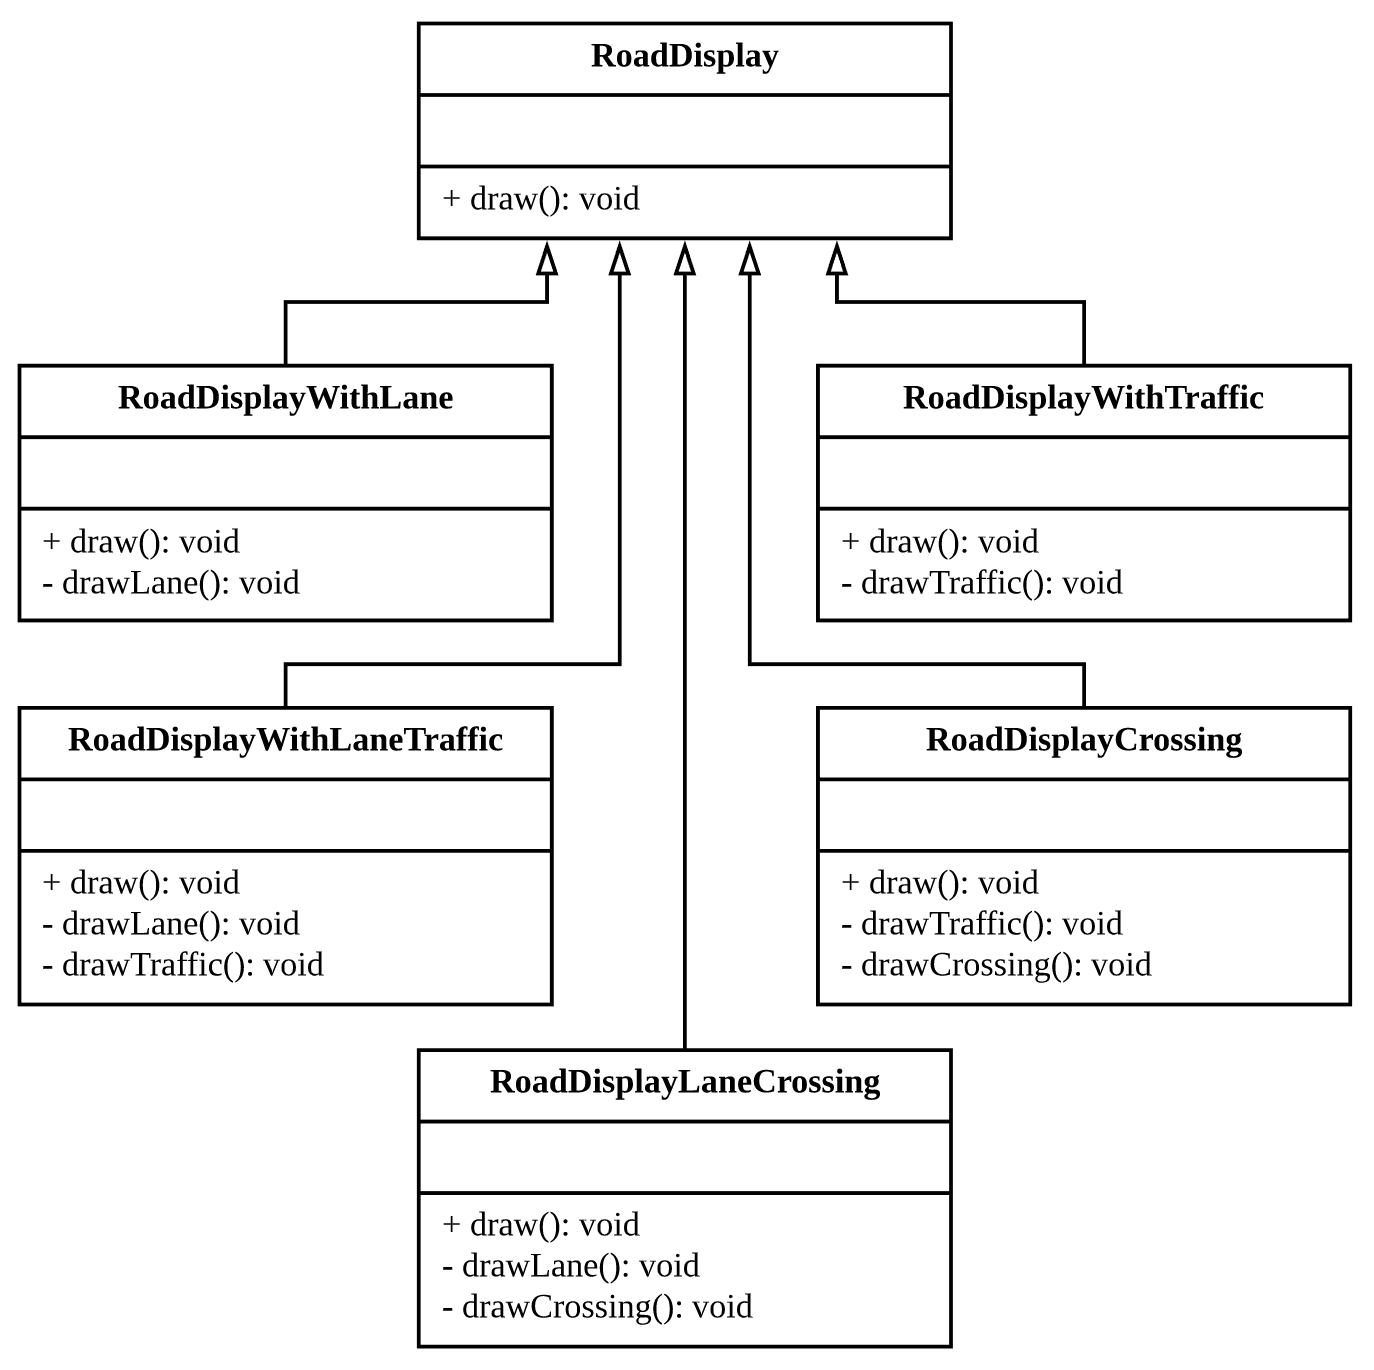 RoadDisplay
+ draw(): void
RoadDisplayWithLane
+ draw(): void
- drawLane(): void
RoadDisplayWithTraffic
+ draw(): void
- drawTraffic(): void
RoadDisplayWithLaneTraffic
+ draw(): void
- drawLane(): void
- drawTraffic(): void
RoadDisplayCrossing
+ draw(): void
- drawTraffic(): void
- drawCrossing(): void
RoadDisplayLaneCrossing
+ draw(): void
- drawLane(): void
- drawCrossing(): void